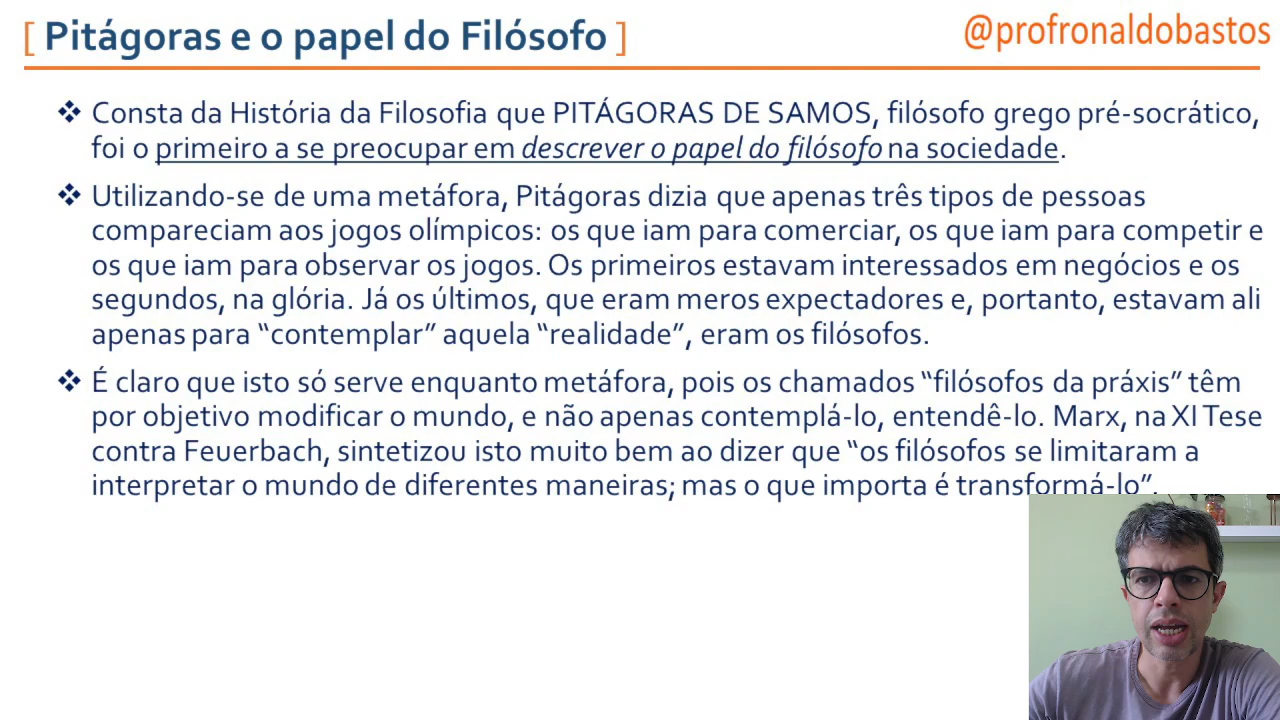 [ Pitágoras e o papel do Filósofo ]
@profronaldobastos
❖ Consta da História da Filosofia que PITÁGORAS DE SAMOS, filósofo grego pré-socrático,
foi o primeiro a se preocupar em descrever o papel do filósofo na sociedade.
❖ Utilizando-se de uma metáfora, Pitágoras dizia que apenas três tipos de pessoas
compareciam aos jogos olímpicos: os que iam para comerciar, os que iam para competir e
os que iam para observar os jogos. Os primeiros estavam interessados em negócios e os
segundos, na glória. Já os últimos, que eram meros expectadores e, portanto, estavam ali
apenas para “contemplar” aquela “realidade”, eram os filósofos.
❖ É claro que isto só serve enquanto metáfora, pois os chamados “filósofos da práxis” têm
por objetivo modificar o mundo, e não apenas contemplá-lo, entendê-lo. Marx, na XI Tese
contra Feuerbach, sintetizou isto muito bem ao dizer que “os filósofos se limitaram a
interpretar o mundo de diferentes maneiras; mas o que importa é transformá-lo”.